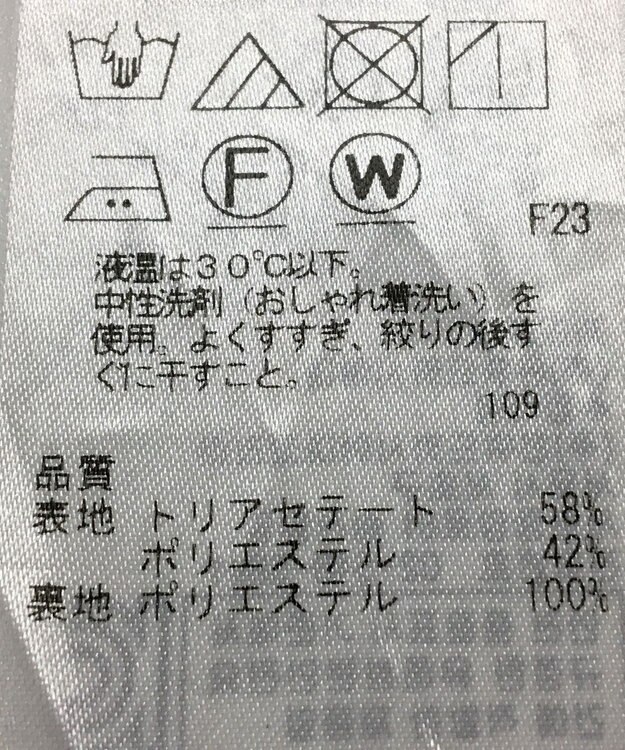 F
W
F23
液温は30℃以下。
中性洗剤（おしゃれ着洗い）を
使用。よくすすぎ、絞りの後す
ぐに干すこと。
109
品質
表地 トリアセテート 58%
ポリエステル 42%
裏地 ポリエステル 100%